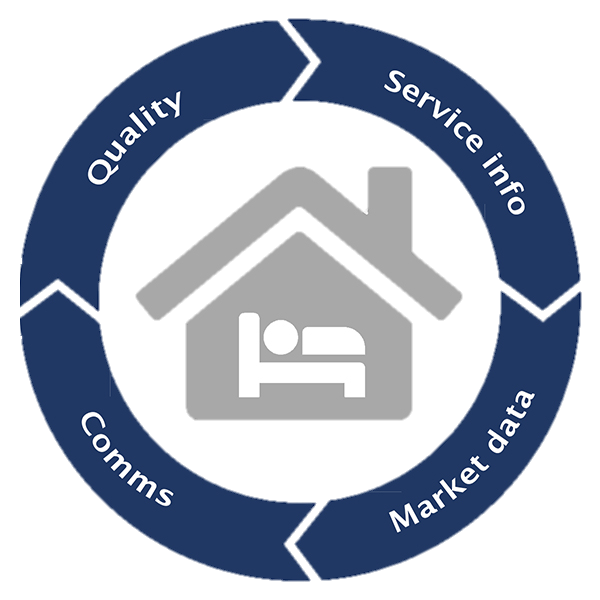 Quality
Service info
Market data
Comms